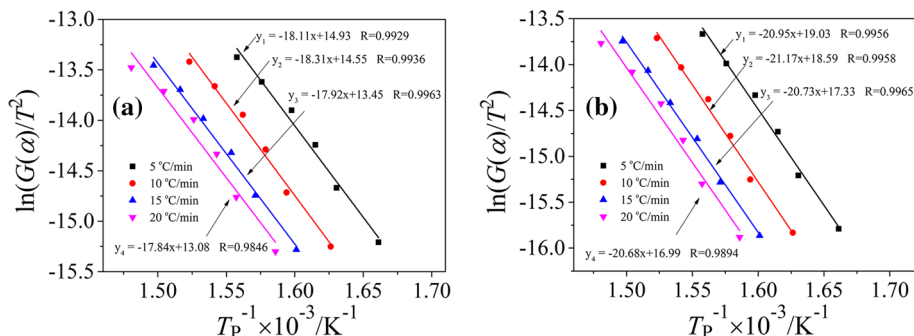 -13.0
-13.5
-14.0
-14.5
-15.0
-15.5
1.50
1.55
1.60
1.65
1.70
ln(G(α)/T²)
T_P⁻¹×10⁻³/K⁻¹
(a)
y₁ = -18.11x+14.93 R=0.9929
y₂ = -18.31x+14.55 R=0.9936
y₃ = -17.92x+13.45 R=0.9963
5 °C/min
10 °C/min
15 °C/min
20 °C/min
y₄ = -17.84x+13.08 R=0.9846
-13.5
-14.0
-14.5
-15.0
-15.5
-16.0
1.50
1.55
1.60
1.65
1.70
ln(G(α)/T²)
T_P⁻¹×10⁻³/K⁻¹
(b)
y₁ = -20.95x+19.03 R=0.9956
y₂ = -21.17x+18.59 R=0.9958
y₃ = -20.73x+17.33 R=0.9965
5 °C/min
10 °C/min
15 °C/min
20 °C/min
y₄ = -20.68x+16.99 R=0.9894